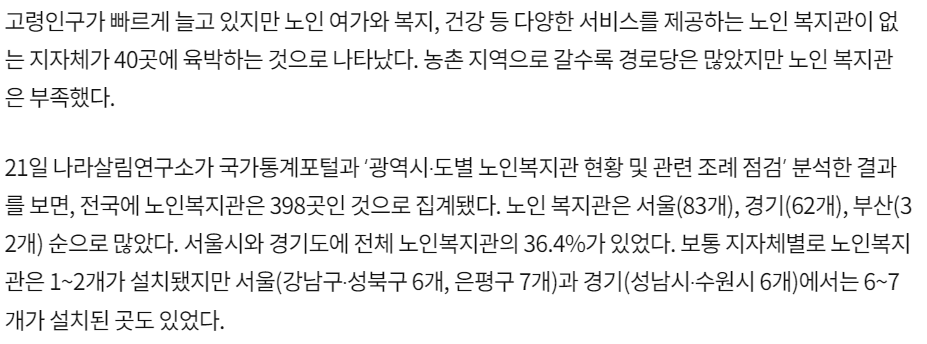 고령인구가 빠르게 늘고 있지만 노인 여가와 복지, 건강 등 다양한 서비스를 제공하는 노인 복지관이 없
는 지자체가 40곳에 육박하는 것으로 나타났다. 농촌 지역으로 갈수록 경로당은 많았지만 노인 복지관
은 부족했다.
21일 나라살림연구소가 국가통계포털과 ‘광역시·도별 노인복지관 현황 및 관련 조례 점검’ 분석한 결과
를 보면, 전국에 노인복지관은 398곳인 것으로 집계됐다. 노인 복지관은 서울(83개), 경기(62개), 부산(3
2개) 순으로 많았다. 서울시와 경기도에 전체 노인복지관의 36.4%가 있었다. 보통 지자체별로 노인복지
관은 1~2개가 설치됐지만 서울(강남구·성북구 6개, 은평구 7개)과 경기(성남시·수원시 6개)에서는 6~7
개가 설치된 곳도 있었다.